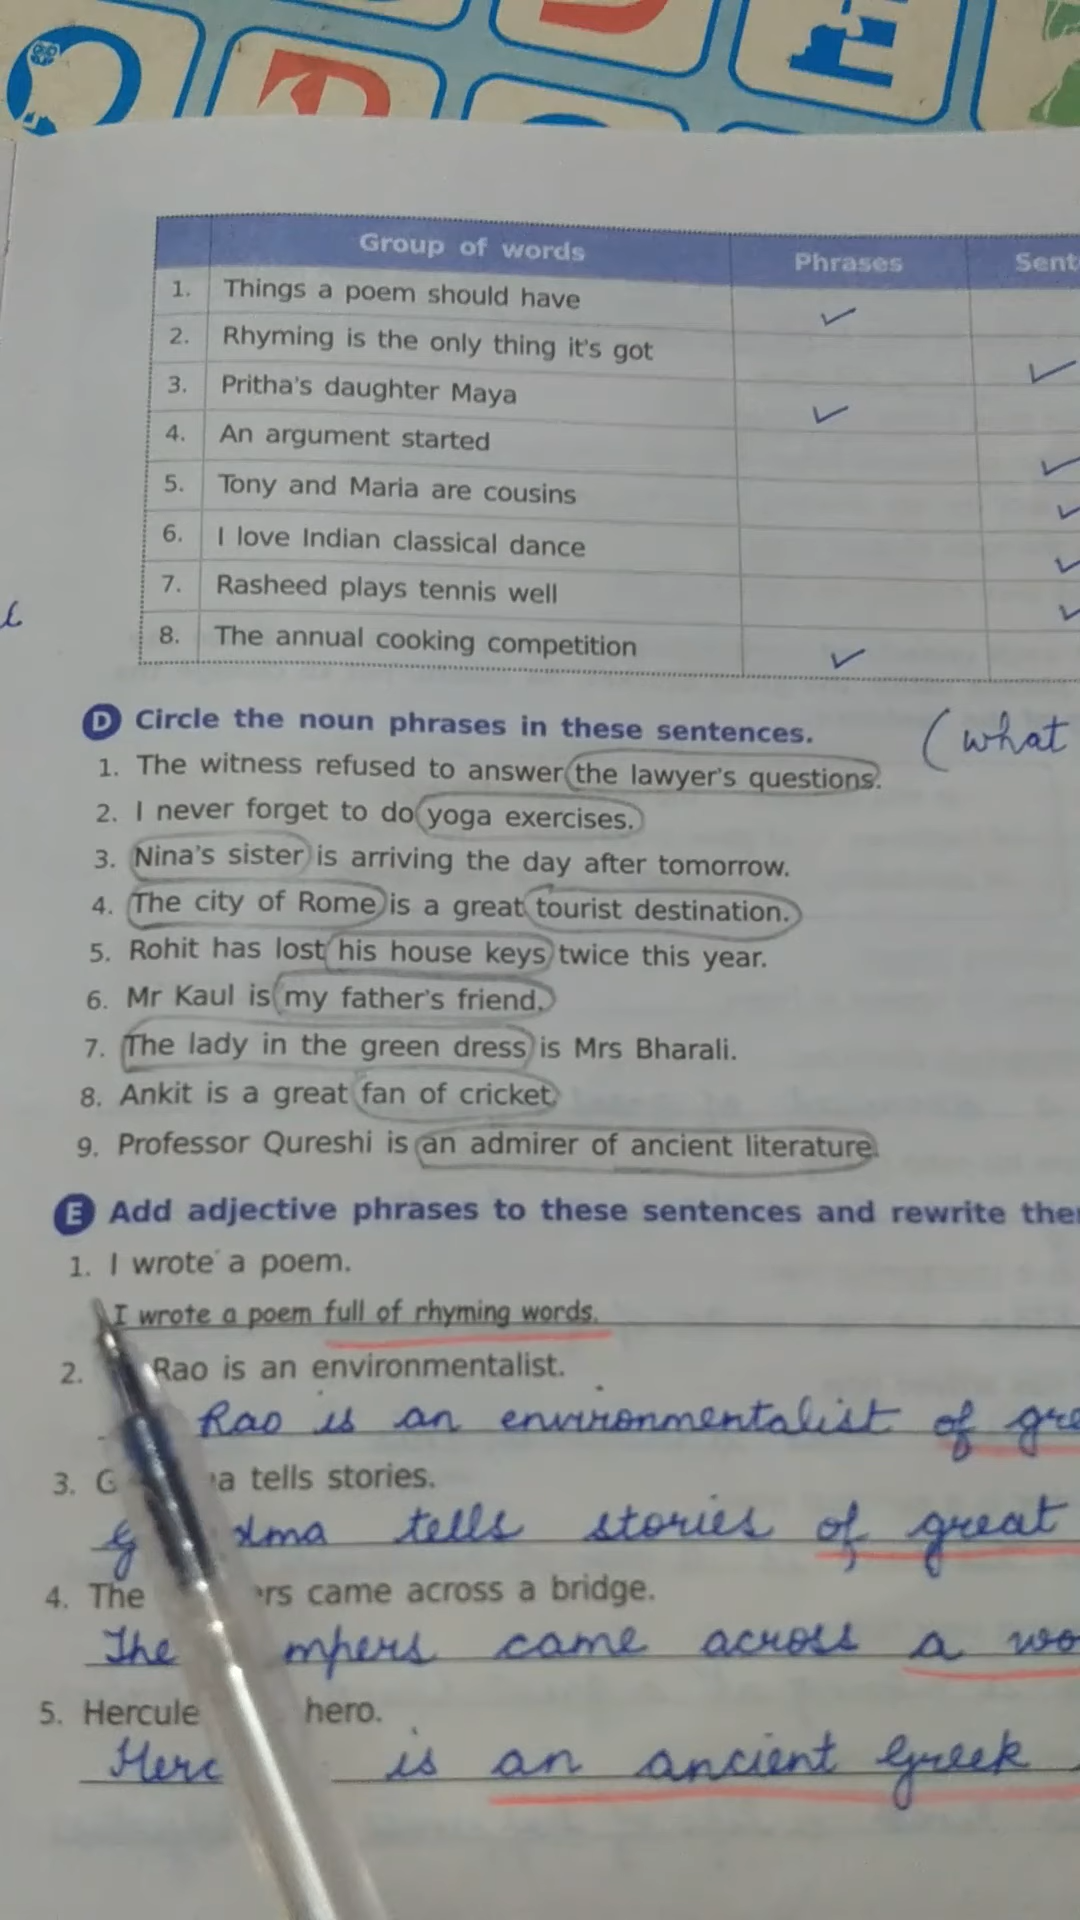 Group of words Phrases Sent
1. Things a poem should have ✓
2. Rhyming is the only thing it's got ✓
3. Pritha's daughter Maya ✓
4. An argument started ✓
5. Tony and Maria are cousins ✓
6. I love Indian classical dance ✓
7. Rasheed plays tennis well ✓
8. The annual cooking competition ✓
D Circle the noun phrases in these sentences. (what
1. The witness refused to answer the lawyer's questions.
2. I never forget to do yoga exercises.
3. Nina's sister is arriving the day after tomorrow.
4. The city of Rome is a great tourist destination.
5. Rohit has lost his house keys twice this year.
6. Mr Kaul is my father's friend.
7. The lady in the green dress is Mrs Bharali.
8. Ankit is a great fan of cricket.
9. Professor Qureshi is an admirer of ancient literature.
E Add adjective phrases to these sentences and rewrite
1. I wrote a poem.
I wrote a poem full of rhyming words.
2. Rao is an environmentalist.
Rao is an environmentalist of
3. tells stories.
tells stories of great
4. The came across a bridge.
The came across a
5. hero.
is an ancient Greek